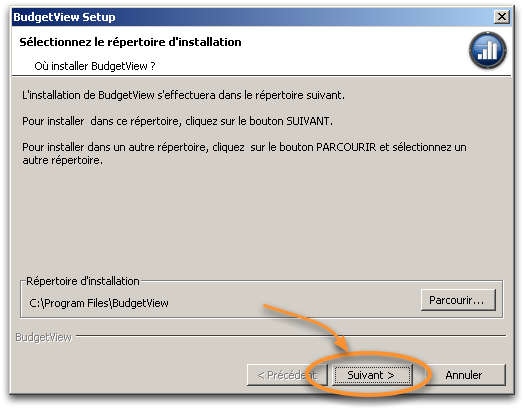 BudgetView Setup
Sélectionnez le répertoire d'installation
Où installer BudgetView ?
L'installation de BudgetView s'effectuera dans le répertoire suivant.
Pour installer dans ce répertoire, cliquez sur le bouton SUIVANT.
Pour installer dans un autre répertoire, cliquez sur le bouton PARCOURIR et sélectionnez un
autre répertoire.
Répertoire d'installation
C:\Program Files\BudgetView
Parcourir...
BudgetView
< Précédent
Suivant >
Annuler